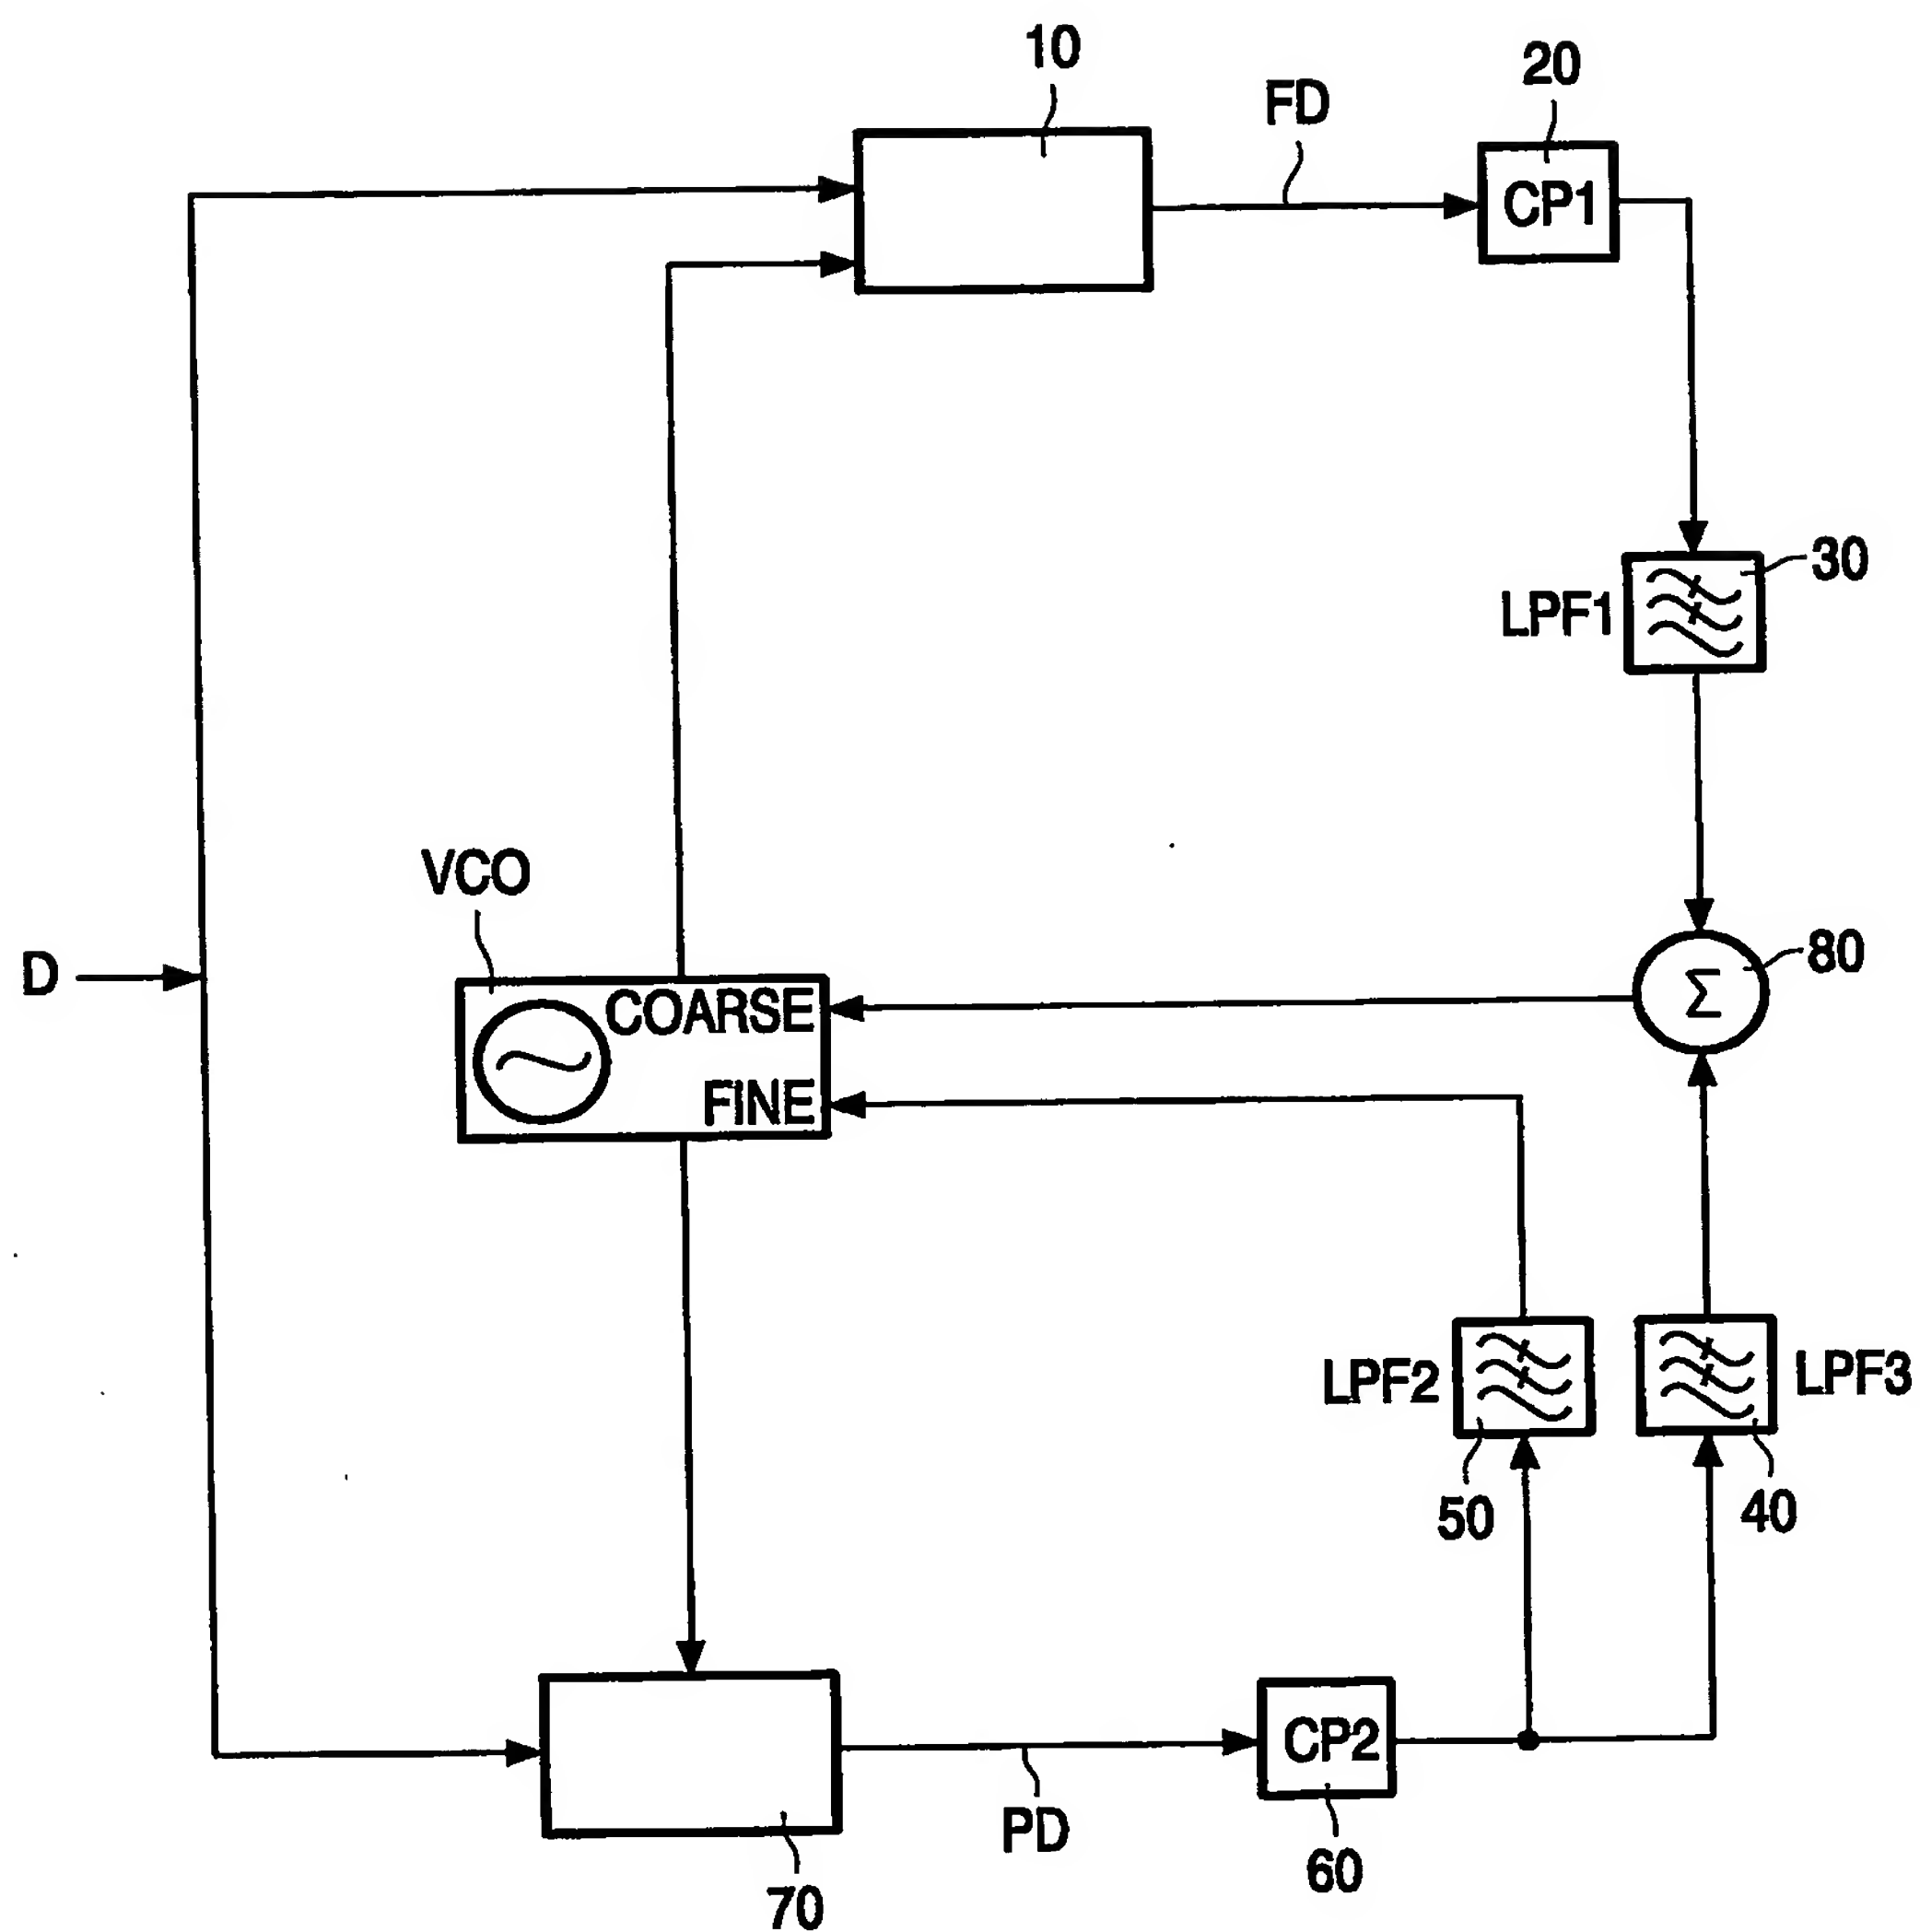 10
20
FD
CP1
30
LPF1
VCO
80
D
COARSE
Σ
FINE
LPF2
LPF3
50
40
CP2
PD
60
70